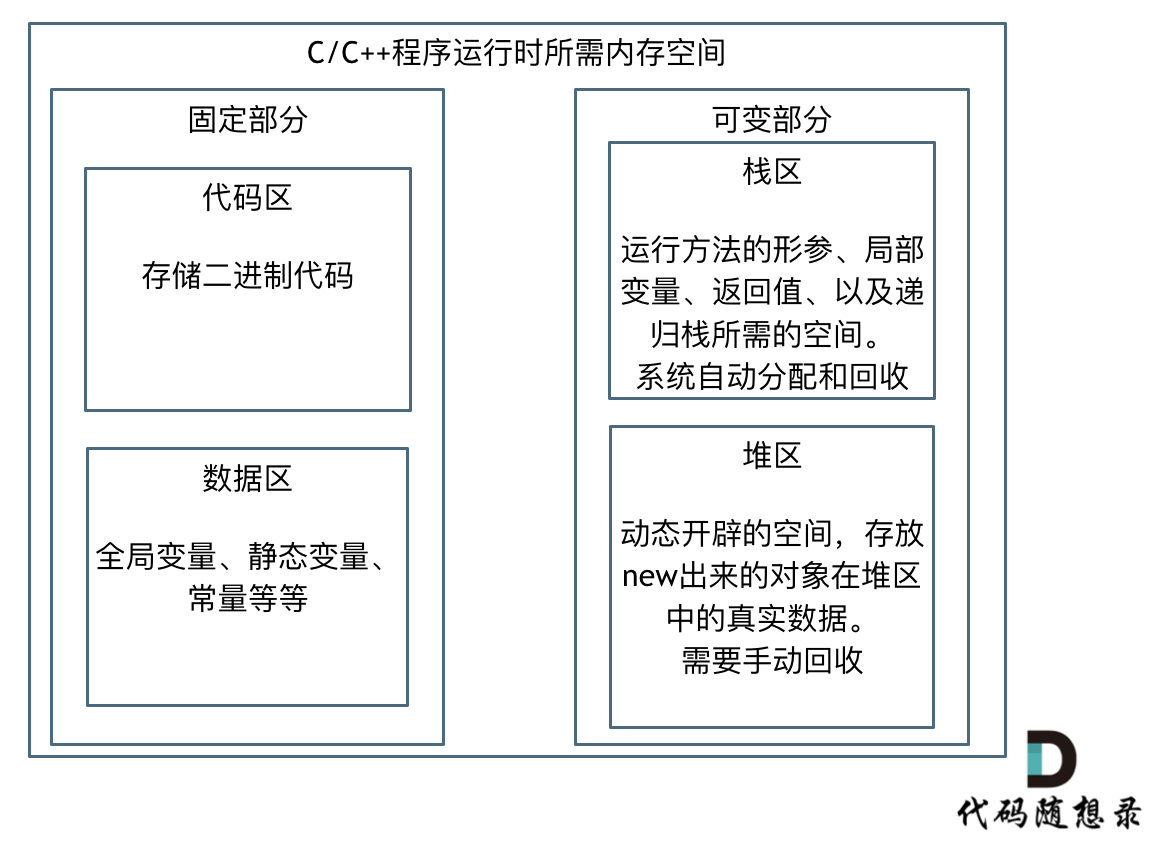 C/C++程序运行时所需内存空间
固定部分
代码区
存储二进制代码
数据区
全局变量、静态变量、
常量等等
可变部分
栈区
运行方法的形参、局部
变量、返回值、以及递
归栈所需的空间。
系统自动分配和回收
堆区
动态开辟的空间，存放
new出来的对象在堆区
中的真实数据。
需要手动回收
D
代码随想录